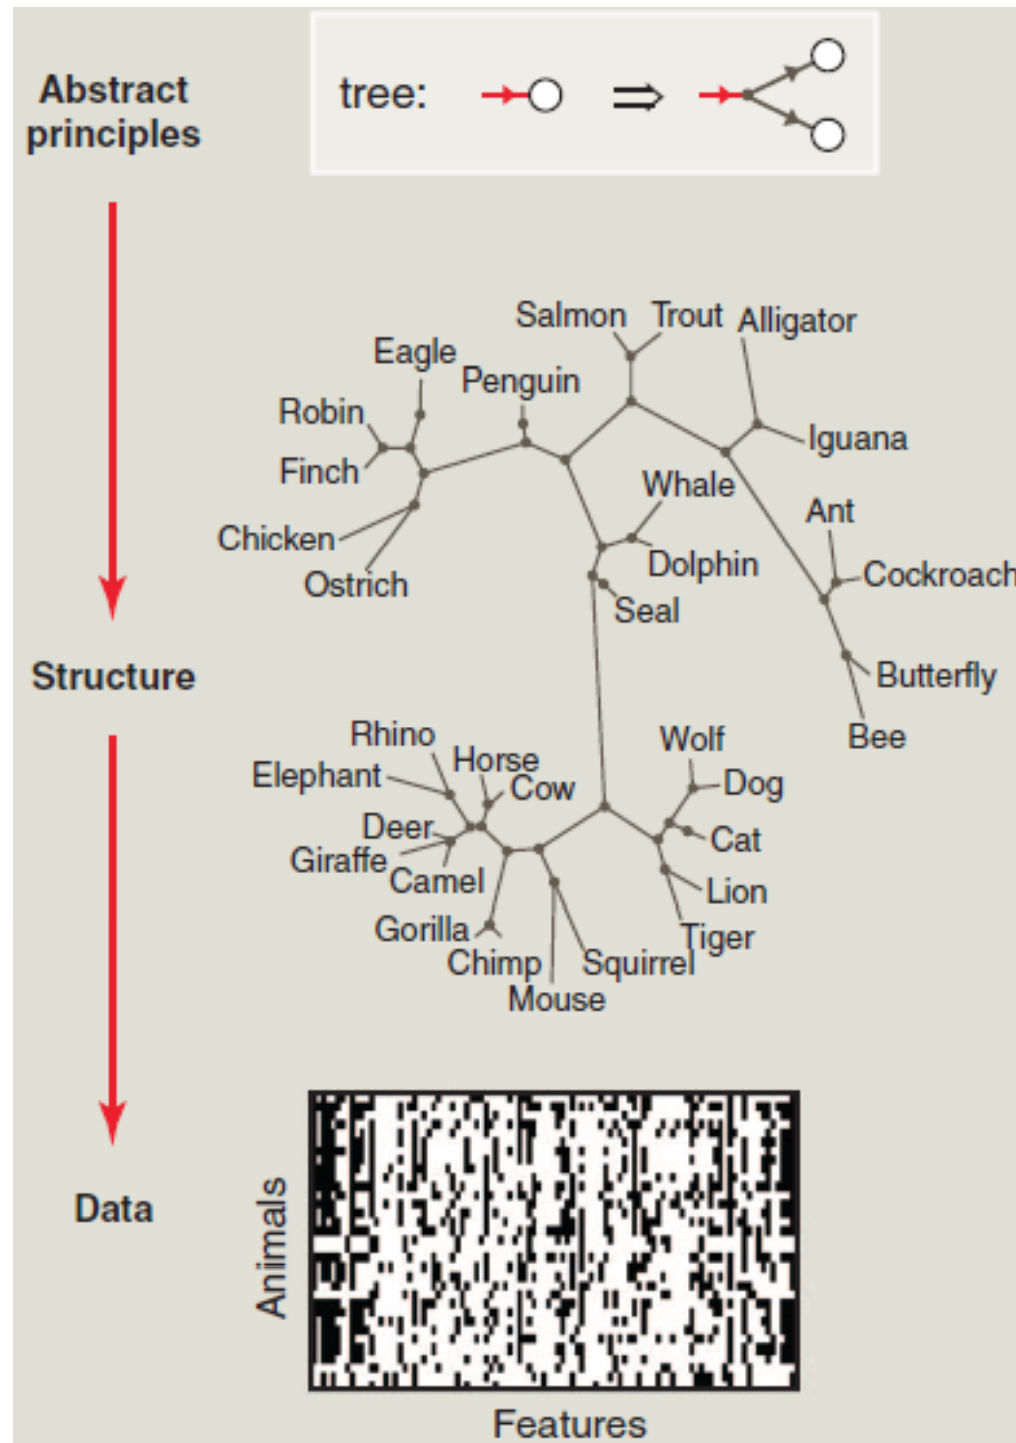 Abstract
principles
tree:
Salmon Trout Alligator
Eagle
Penguin
Robin
Iguana
Finch
Whale
Ant
Chicken
Dolphin
Cockroach
Ostrich
Seal
Structure
Butterfly
Bee
Rhino
Wolf
Horse
Elephant
Dog
Cow
Deer
Cat
Giraffe
Camel
Lion
Gorilla
Tiger
Chimp
Squirrel
Mouse
Data
Animals
Features